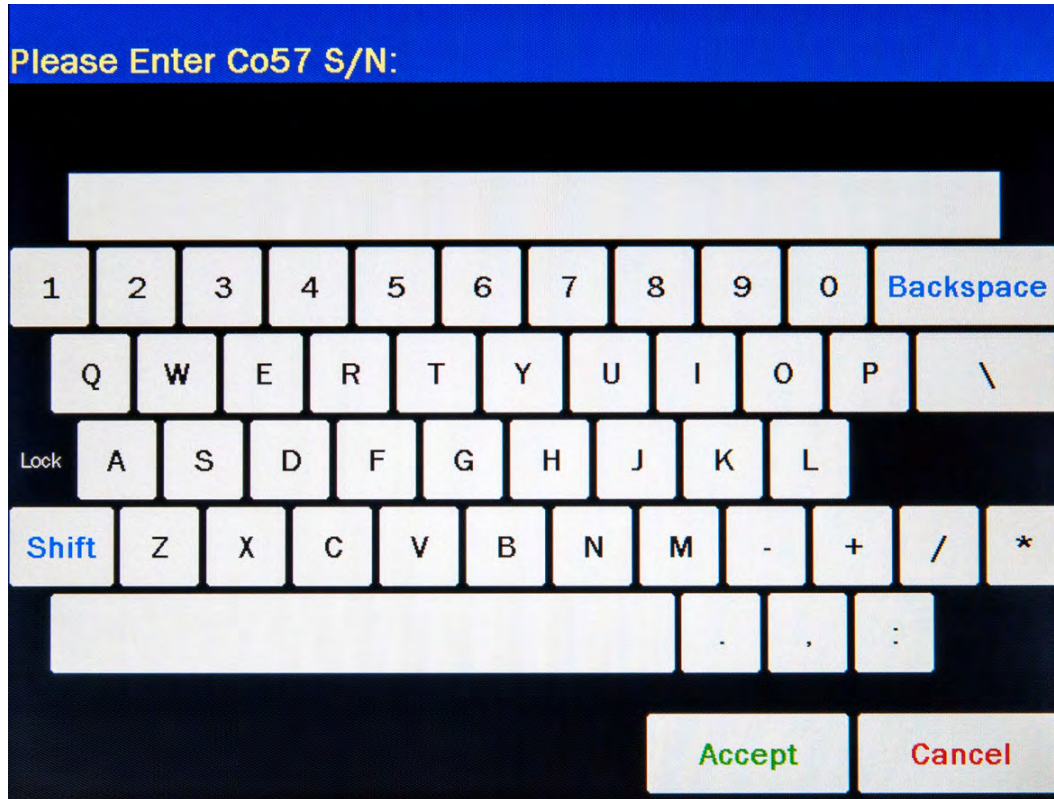 Please Enter Co57 S/N:
1 2 3 4 5 6 7 8 9 0 Backspace
Q W E R T Y U I O P \
Lock A S D F G H J K L
Shift Z X C V B N M - + / *
. , :
Accept Cancel